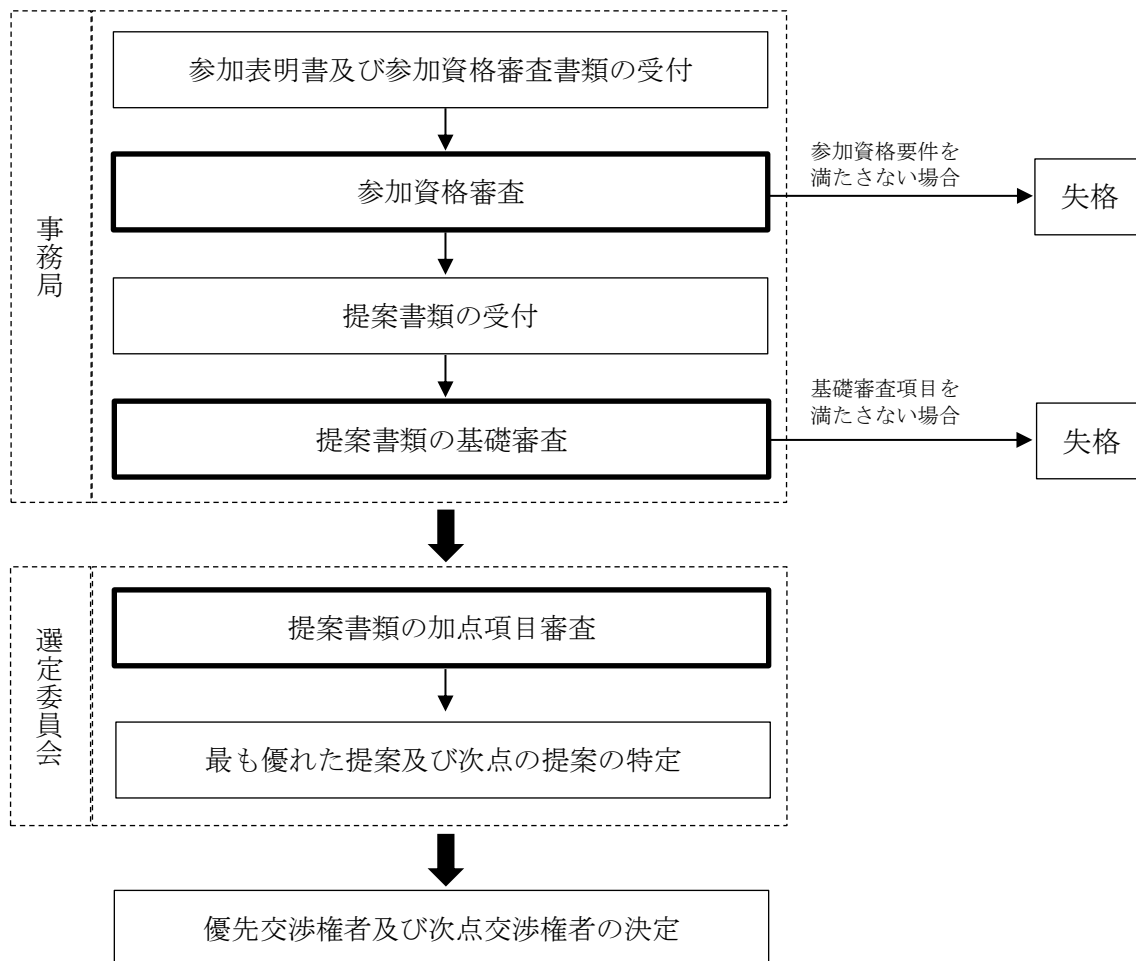 事務局
参加表明書及び参加資格審査書類の受付
参加資格審査
参加資格要件を
満たさない場合
失格
提案書類の受付
提案書類の基礎審査
基礎審査項目を
満たさない場合
失格
選定委員会
提案書類の加点項目審査
最も優れた提案及び次点の提案の特定
優先交渉権者及び次点交渉権者の決定